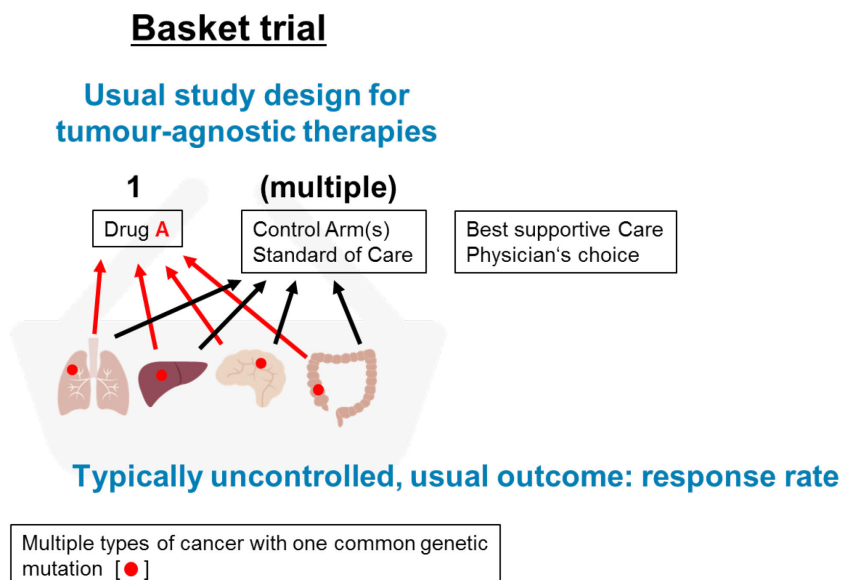 Basket trial
Usual study design for
tumour-agnostic therapies
1
(multiple)
Drug A
Control Arm(s)
Standard of Care
Best supportive Care
Physician‘s choice
Typically uncontrolled, usual outcome: response rate
Multiple types of cancer with one common genetic
mutation [●]